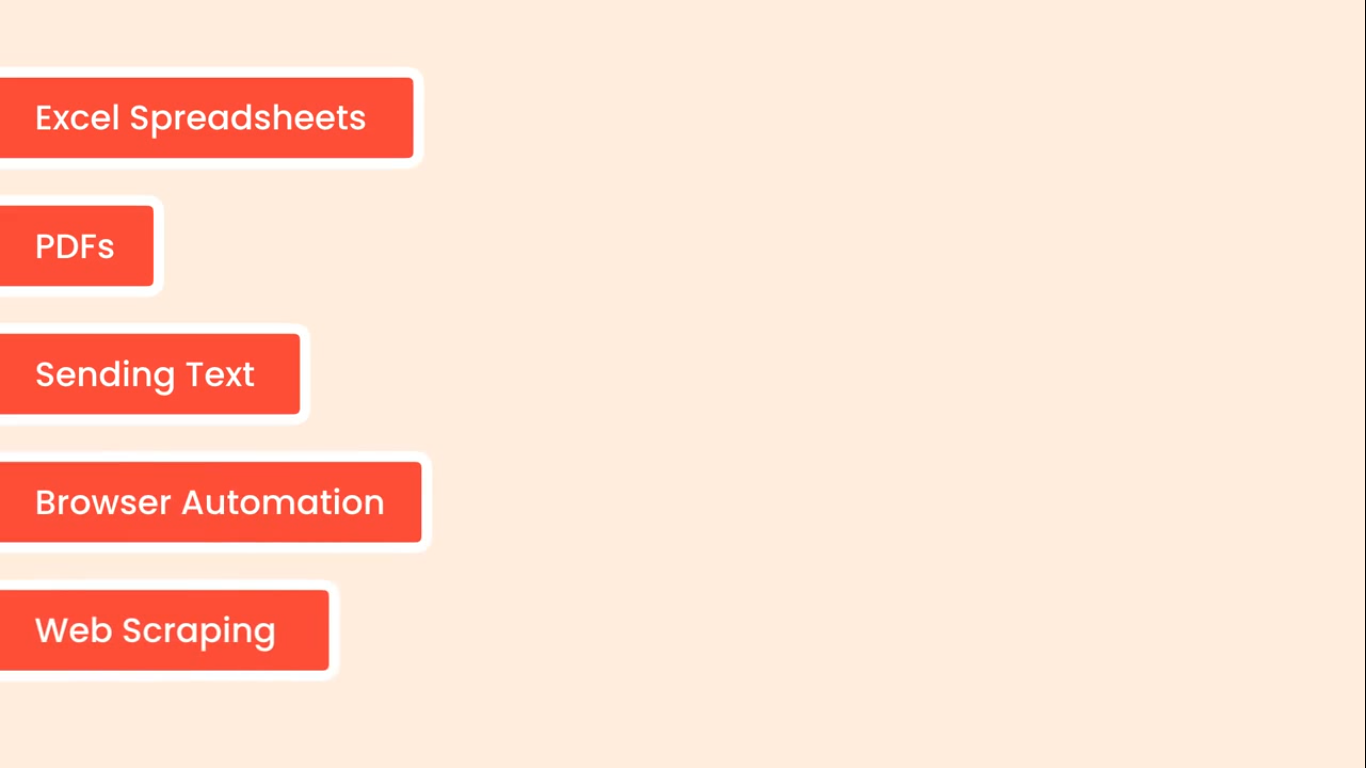 Excel Spreadsheets
PDFs
Sending Text
Browser Automation
Web Scraping